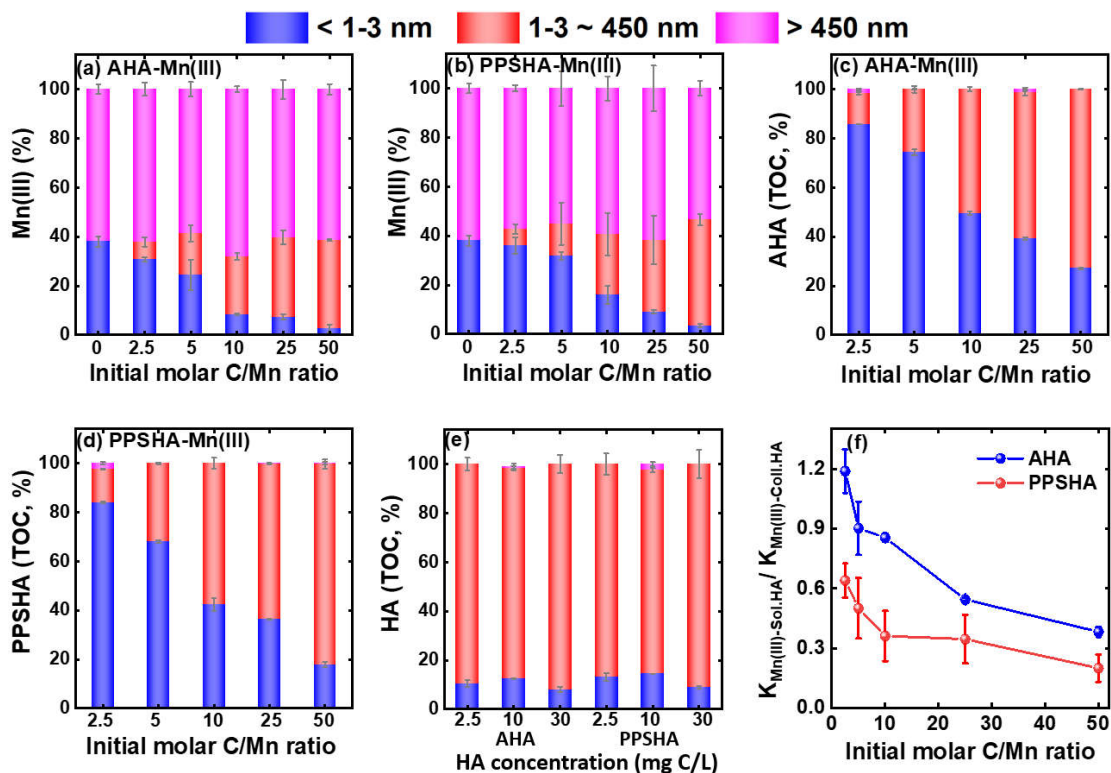 < 1-3 nm 1-3 ~ 450 nm > 450 nm
(a) AHA-Mn(III)
Mn(III) (%)
100
80
60
40
20
0
0 2.5 5 10 25 50
Initial molar C/Mn ratio
(b) PPSHA-Mn(III)
Mn(III) (%)
100
80
60
40
20
0
0 2.5 5 10 25 50
Initial molar C/Mn ratio
(c) AHA-Mn(III)
AHA (TOC, %)
100
80
60
40
20
0
2.5 5 10 25 50
Initial molar C/Mn ratio
(d) PPSHA-Mn(III)
PPSHA (TOC, %)
100
80
60
40
20
0
2.5 5 10 25 50
Initial molar C/Mn ratio
(e)
HA (TOC, %)
100
80
60
40
20
0
2.5 10 30 2.5 10 30
AHA PPSHA
HA concentration (mg C/L)
(f)
AHA
PPSHA
KMn(III)-Sol.HA/ KMn(III)-Coll.HA
1.2
0.9
0.6
0.3
0.0
0 10 20 30 40 50
Initial molar C/Mn ratio